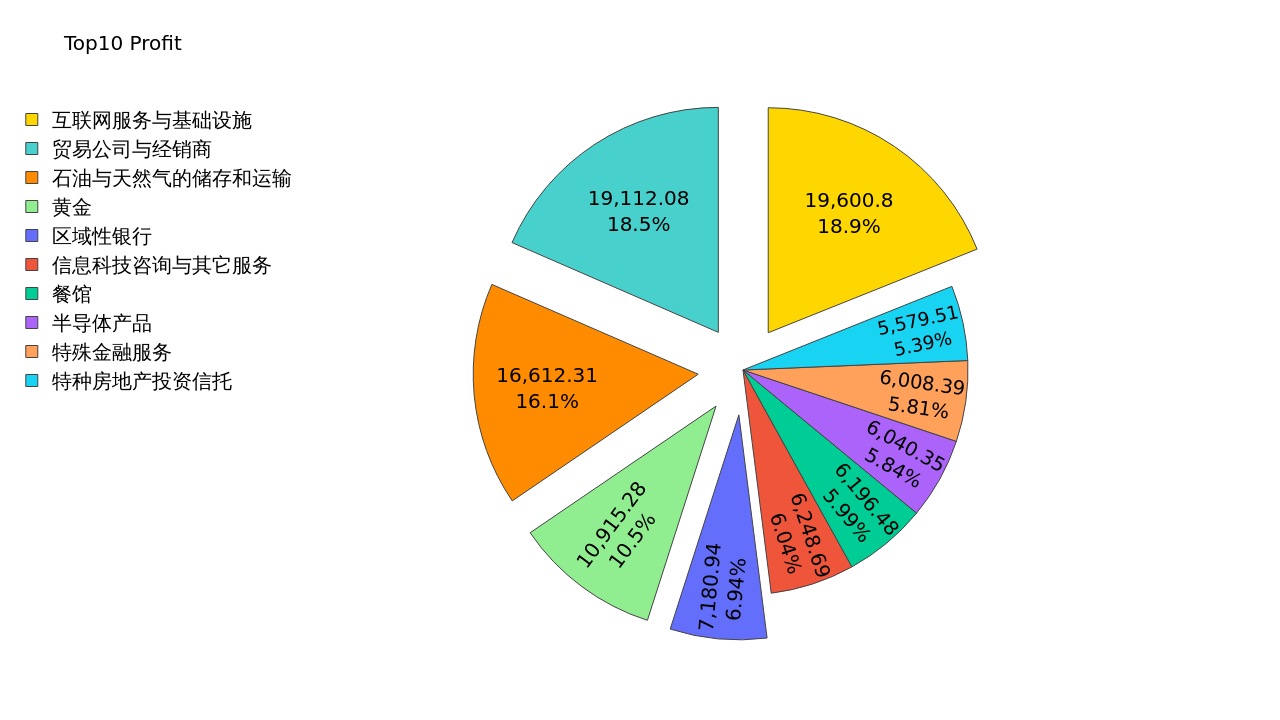 Top10 Profit
互联网服务与基础设施
贸易公司与经销商
石油与天然气的储存和运输
黄金
区域性银行
信息科技咨询与其它服务
餐馆
半导体产品
特殊金融服务
特种房地产投资信托
19,600.8
18.9%
19,112.08
18.5%
16,612.31
16.1%
10,915.28
10.5%
7,180.94
6.94%
6,248.69
6.04%
6,196.48
5.99%
6,040.35
5.84%
6,008.39
5.81%
5,579.51
5.39%